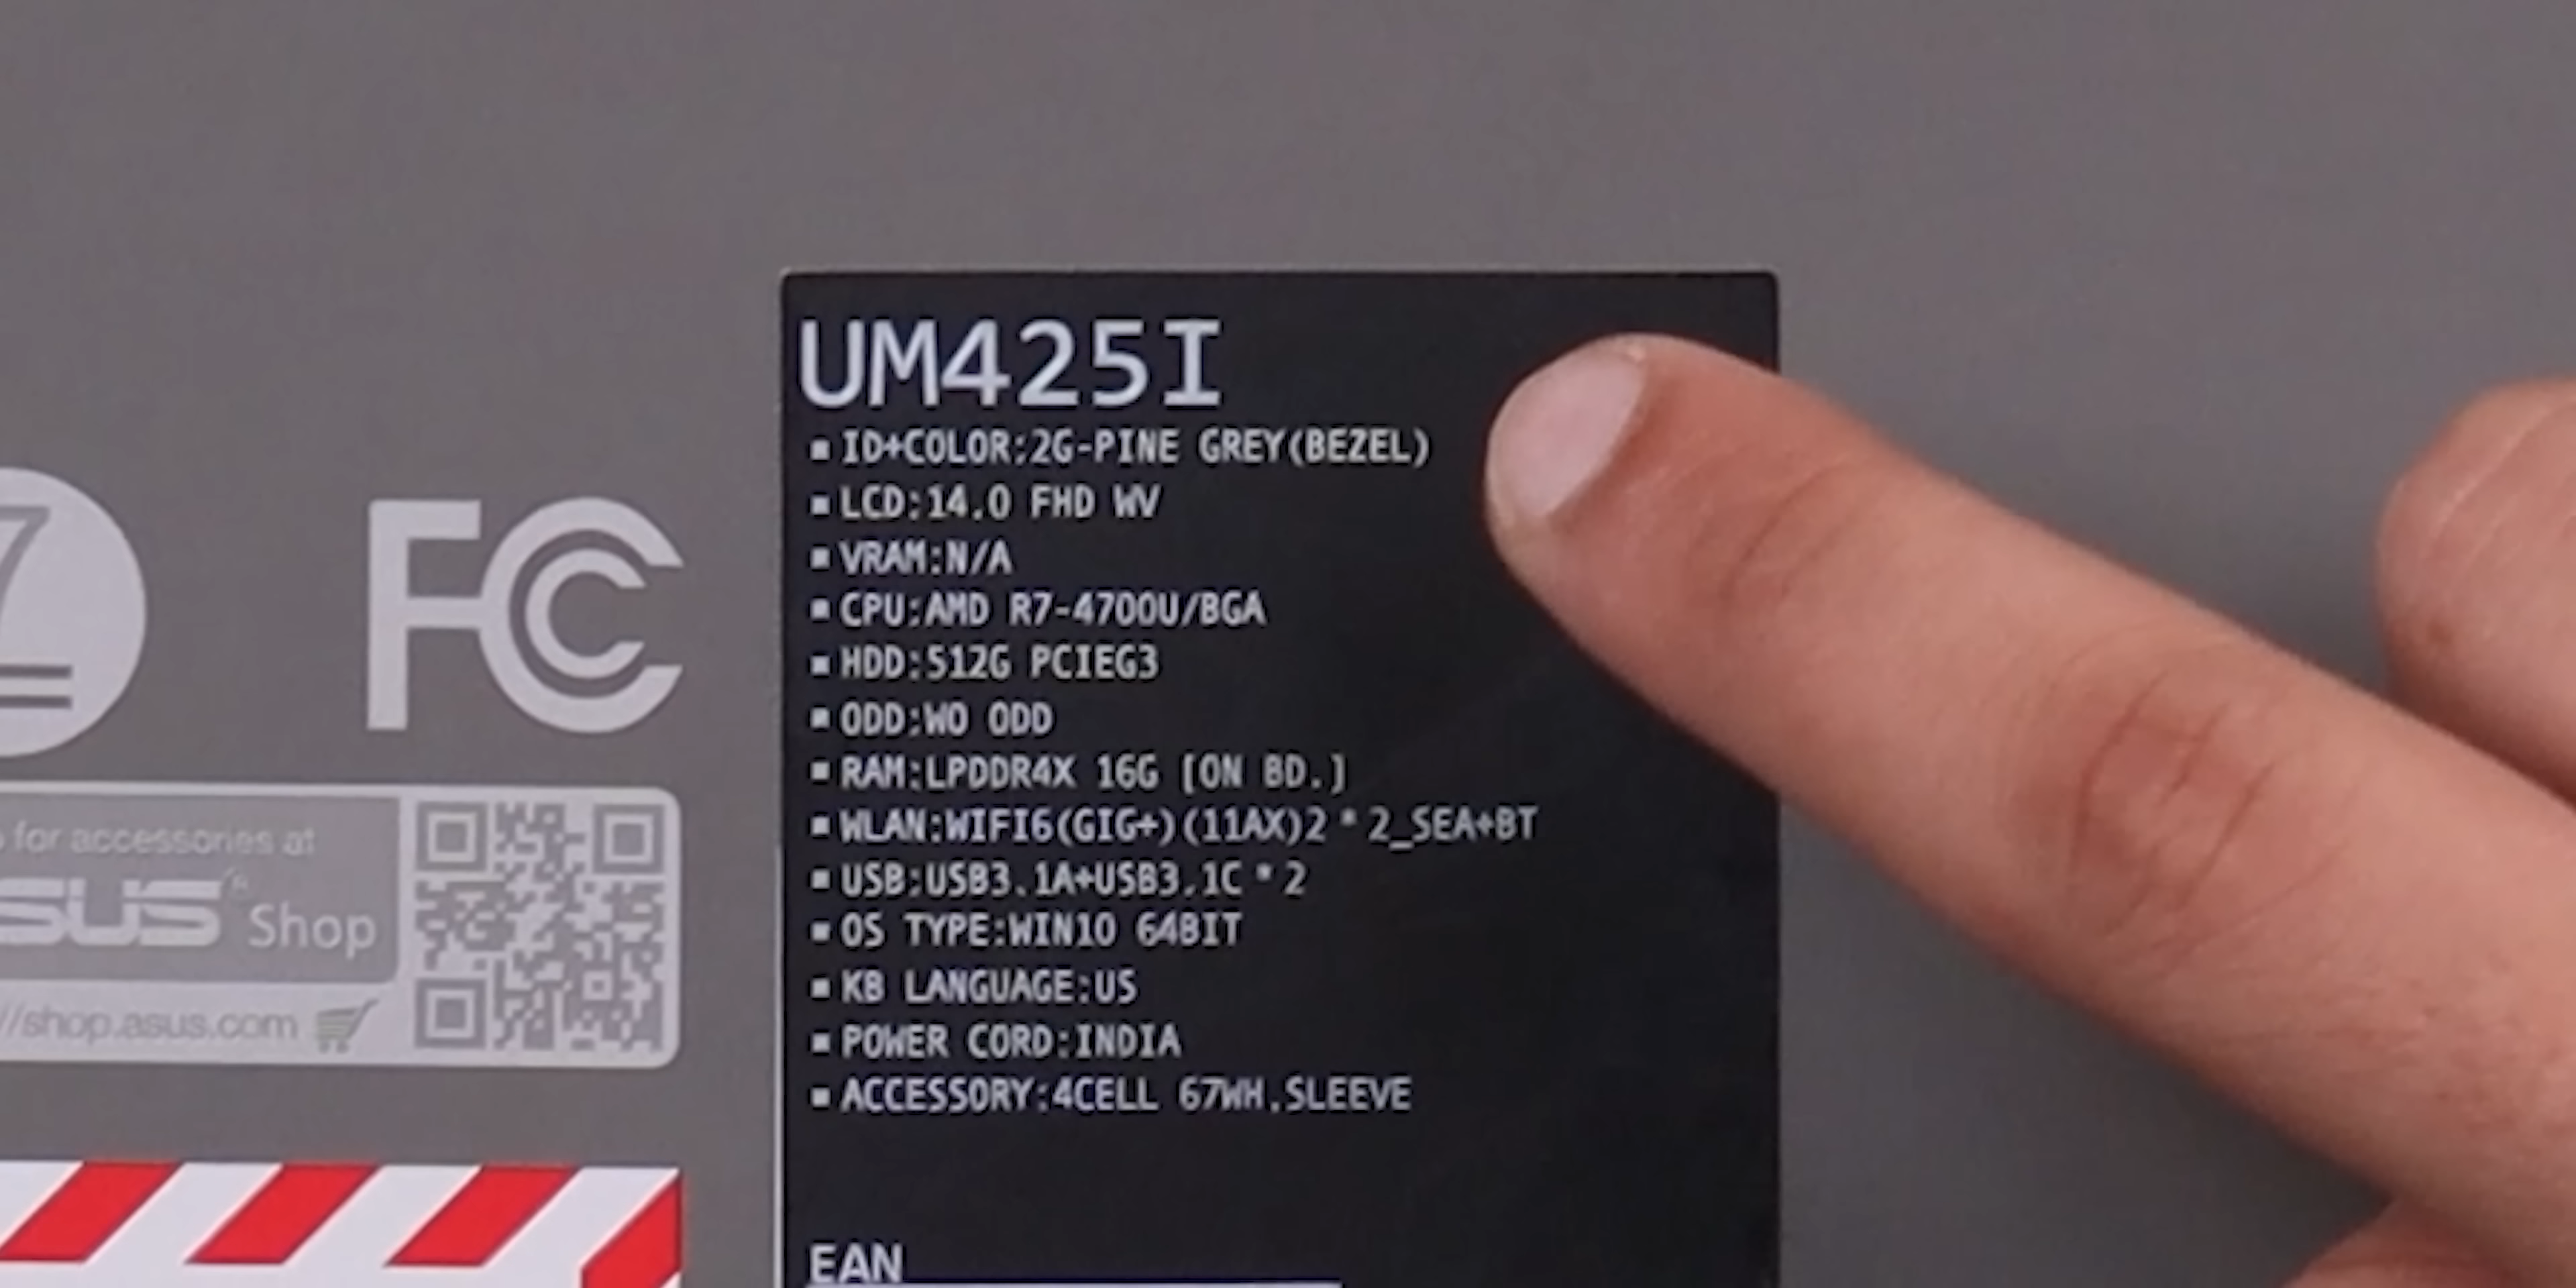 UM425I
▪ ID+COLOR:2G-PINE GREY(BEZEL)
▪ LCD:14.0 FHD WV
▪ VRAM:N/A
▪ CPU:AMD R7-4700U/BGA
▪ HDD:512G PCIEG3
▪ ODD:WO ODD
▪ RAM:LPDDR4X 16G [ON BD.]
▪ WLAN:WIFI6(GIG+)(11AX)2*2_SEA+BT
▪ USB:USB3.1A+USB3.1C*2
▪ OS TYPE:WIN10 64BIT
▪ KB LANGUAGE:US
▪ POWER CORD:INDIA
▪ ACCESSORY:4CELL 67WH.SLEEVE
EAN
7
FC
for accessories at
SUS Shop
//shop.asus.com